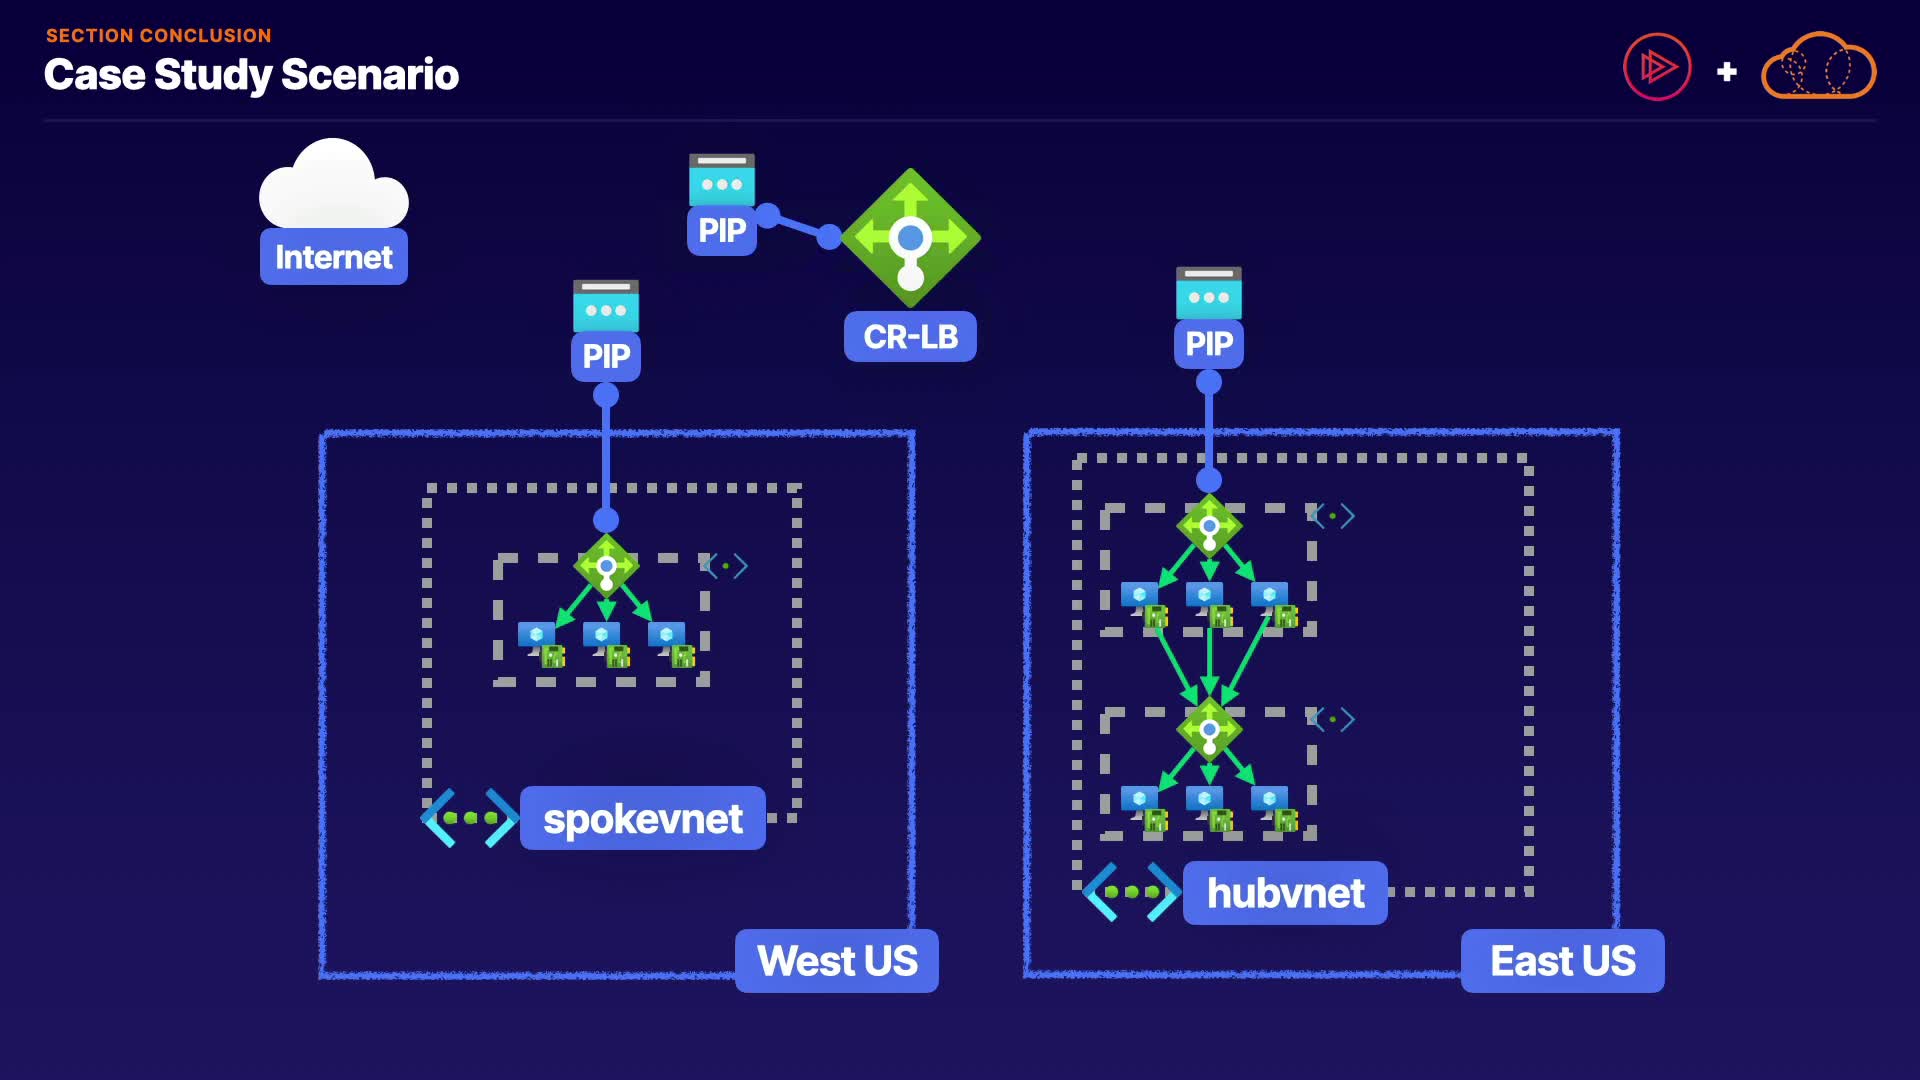 SECTION CONCLUSION
Case Study Scenario
Internet
PIP
CR-LB
PIP
PIP
spokevnet
West US
hubvnet
East US